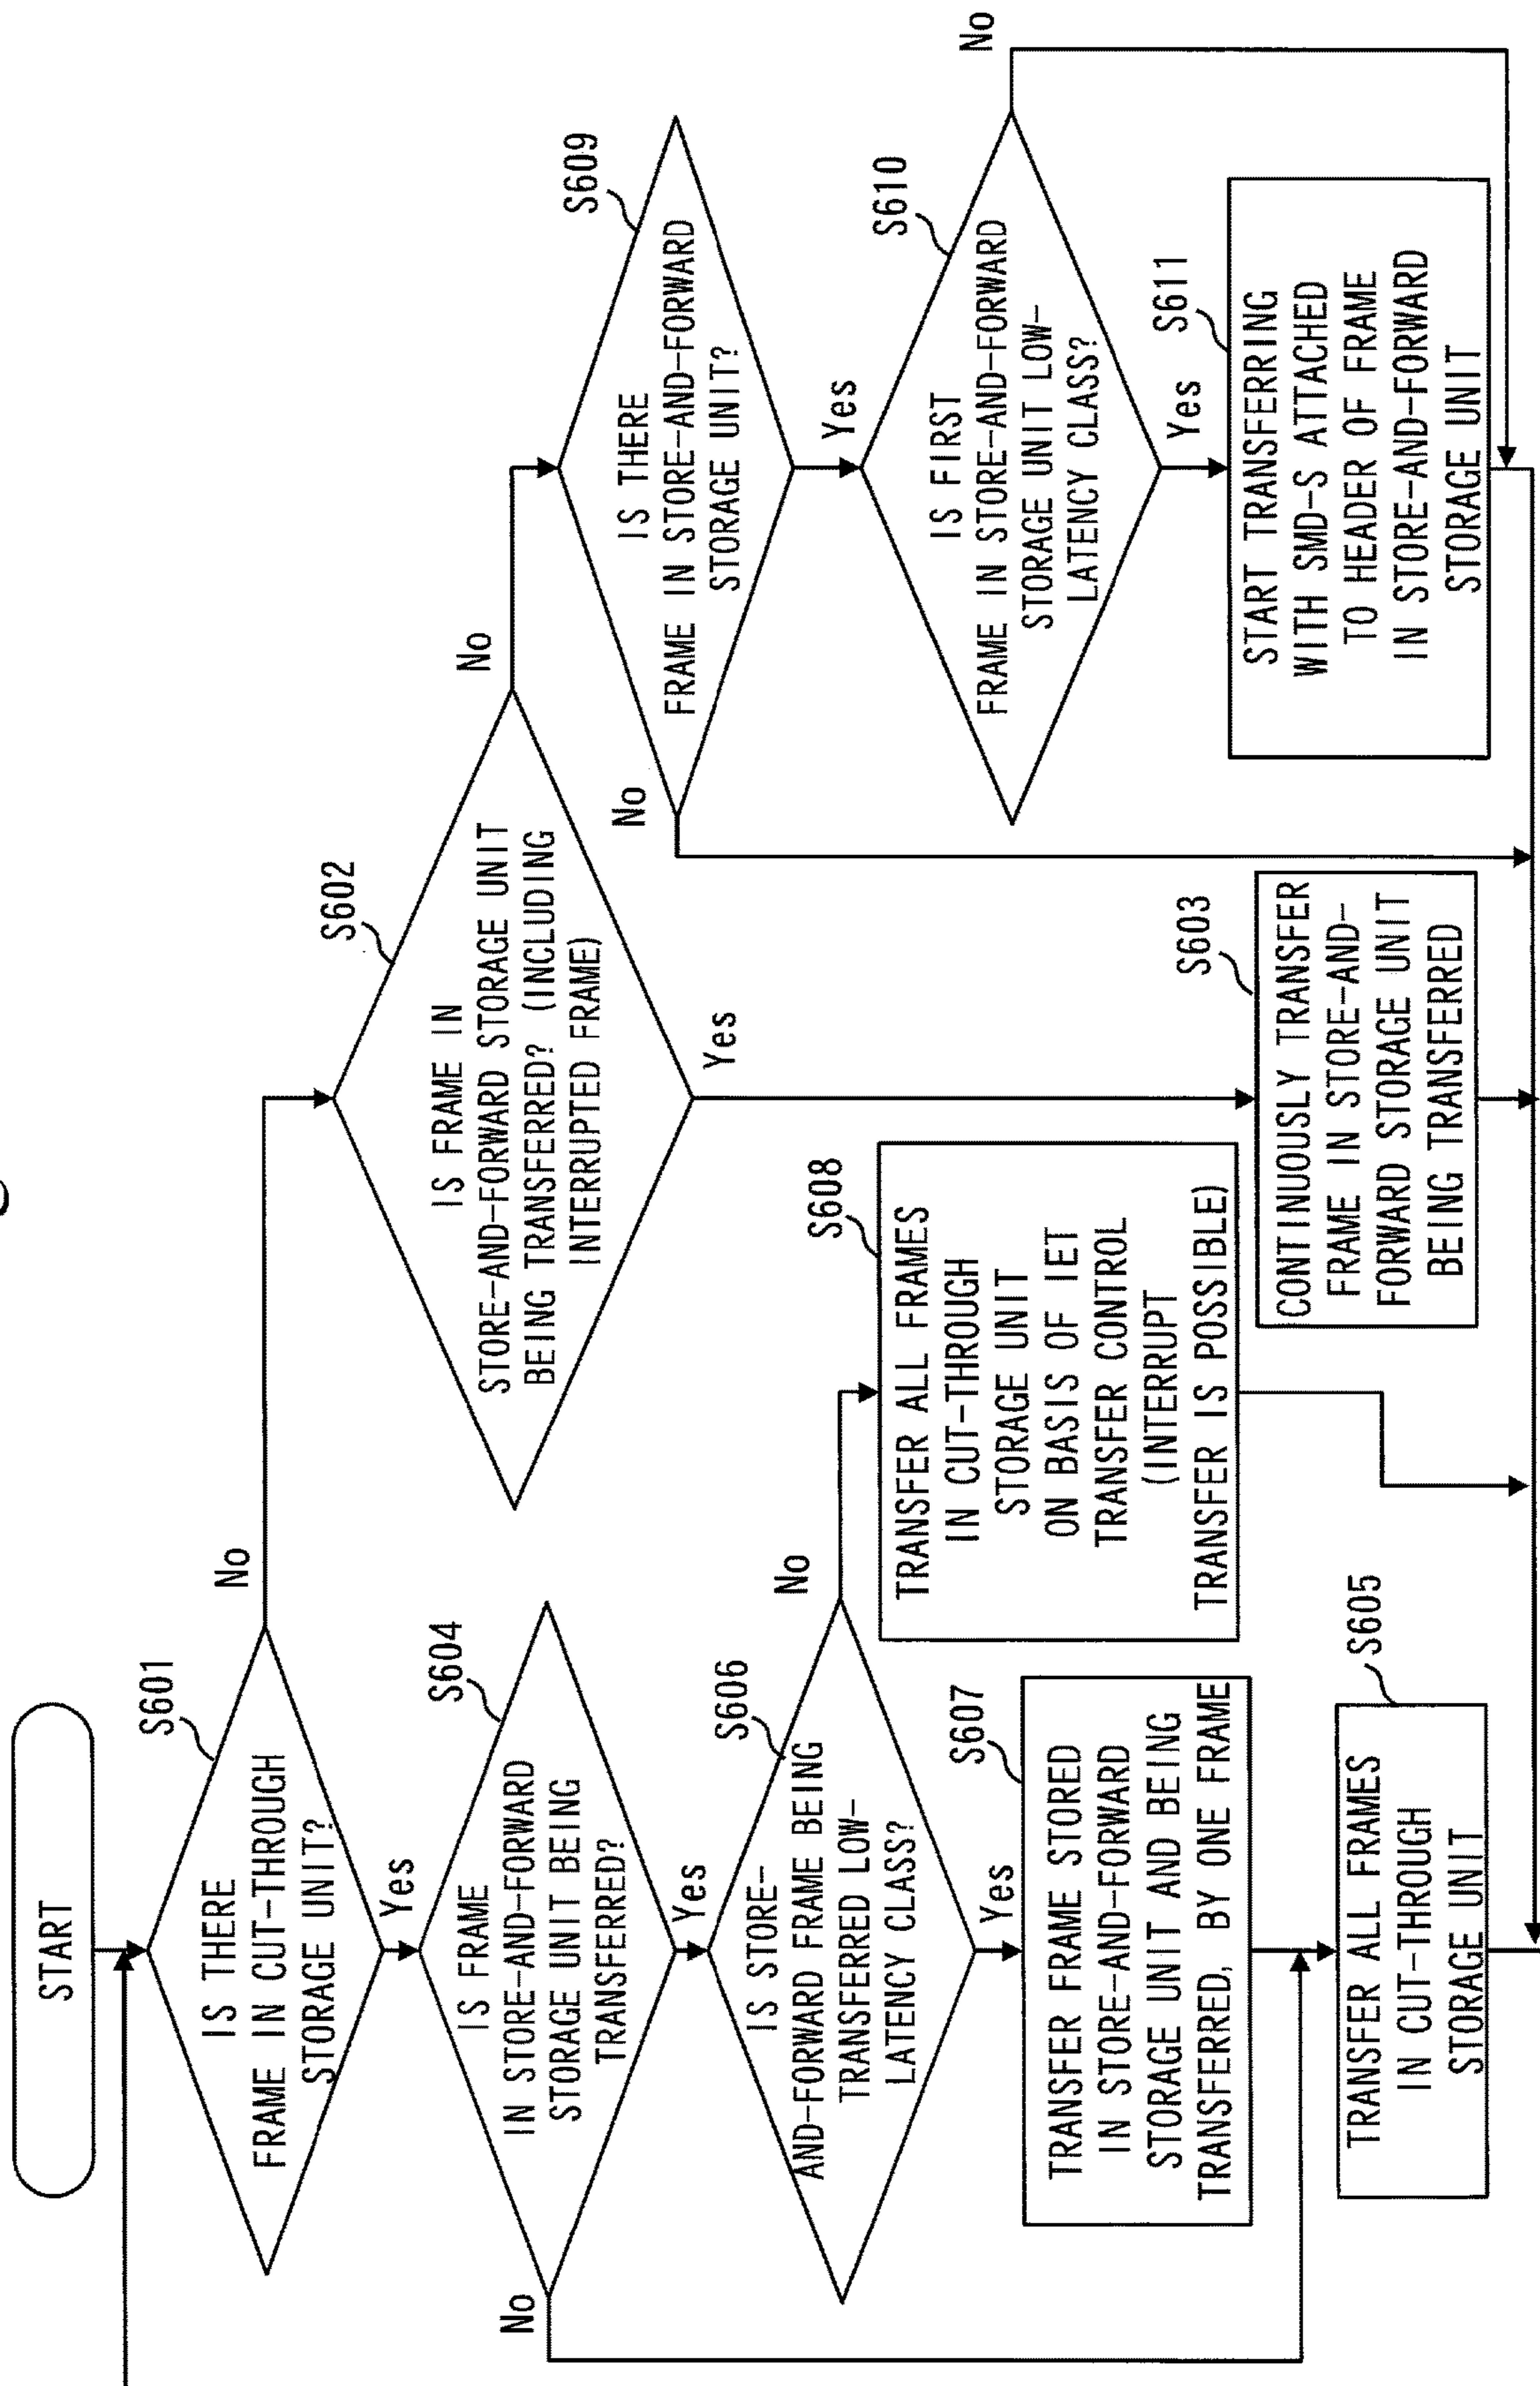 START
S601
IS THERE
FRAME IN CUT-THROUGH
STORAGE UNIT?
No
Yes
S602
IS FRAME IN
STORE-AND-FORWARD STORAGE UNIT
BEING TRANSFERRED? (INCLUDING
INTERRUPTED FRAME)
No
Yes
S603
CONTINUOUSLY TRANSFER
FRAME IN STORE-AND-
FORWARD STORAGE UNIT
BEING TRANSFERRED
S604
IS FRAME
IN STORE-AND-FORWARD
STORAGE UNIT BEING
TRANSFERRED?
No
Yes
S606
IS STORE-
AND-FORWARD FRAME BEING
TRANSFERRED LOW-
LATENCY CLASS?
No
Yes
S607
TRANSFER FRAME STORED
IN STORE-AND-FORWARD
STORAGE UNIT AND BEING
TRANSFERRED, BY ONE FRAME
S605
TRANSFER ALL FRAMES
IN CUT-THROUGH
STORAGE UNIT
S608
TRANSFER ALL FRAMES
IN CUT-THROUGH
STORAGE UNIT
ON BASIS OF IET
TRANSFER CONTROL
(INTERRUPT
TRANSFER IS POSSIBLE)
S609
IS THERE
FRAME IN STORE-AND-FORWARD
STORAGE UNIT?
No
Yes
S610
IS FIRST
FRAME IN STORE-AND-FORWARD
STORAGE UNIT LOW-
LATENCY CLASS?
No
Yes
S611
START TRANSFERRING
WITH SMD-S ATTACHED
TO HEADER OF FRAME
IN STORE-AND-FORWARD
STORAGE UNIT